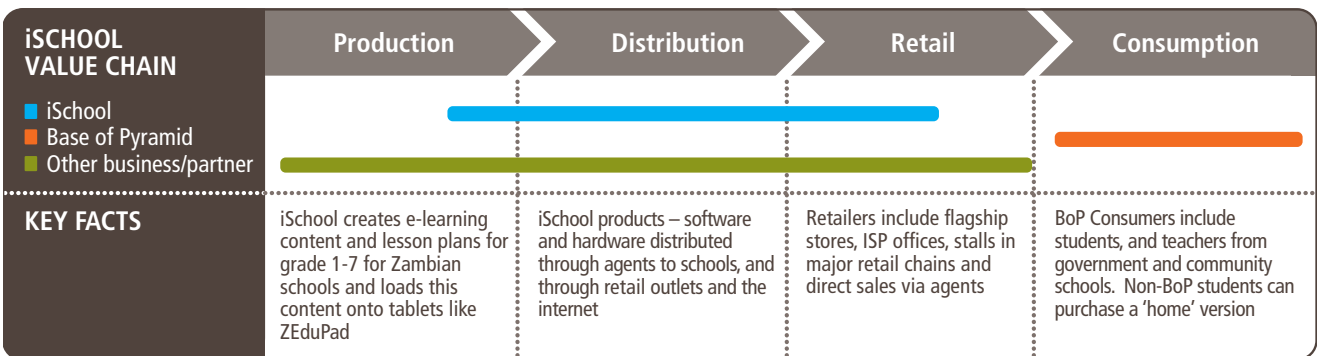 iSCHOOL
VALUE CHAIN
iSchool
Base of Pyramid
Other business/partner
Production
Distribution
Retail
Consumption
KEY FACTS
iSchool creates e-learning
content and lesson plans for
grade 1-7 for Zambian
schools and loads this
content onto tablets like
ZEduPad
iSchool products – software
and hardware distributed
through agents to schools, and
through retail outlets and the
internet
Retailers include flagship
stores, ISP offices, stalls in
major retail chains and
direct sales via agents
BoP Consumers include
students, and teachers from
government and community
schools.  Non-BoP students can
purchase a ‘home’ version